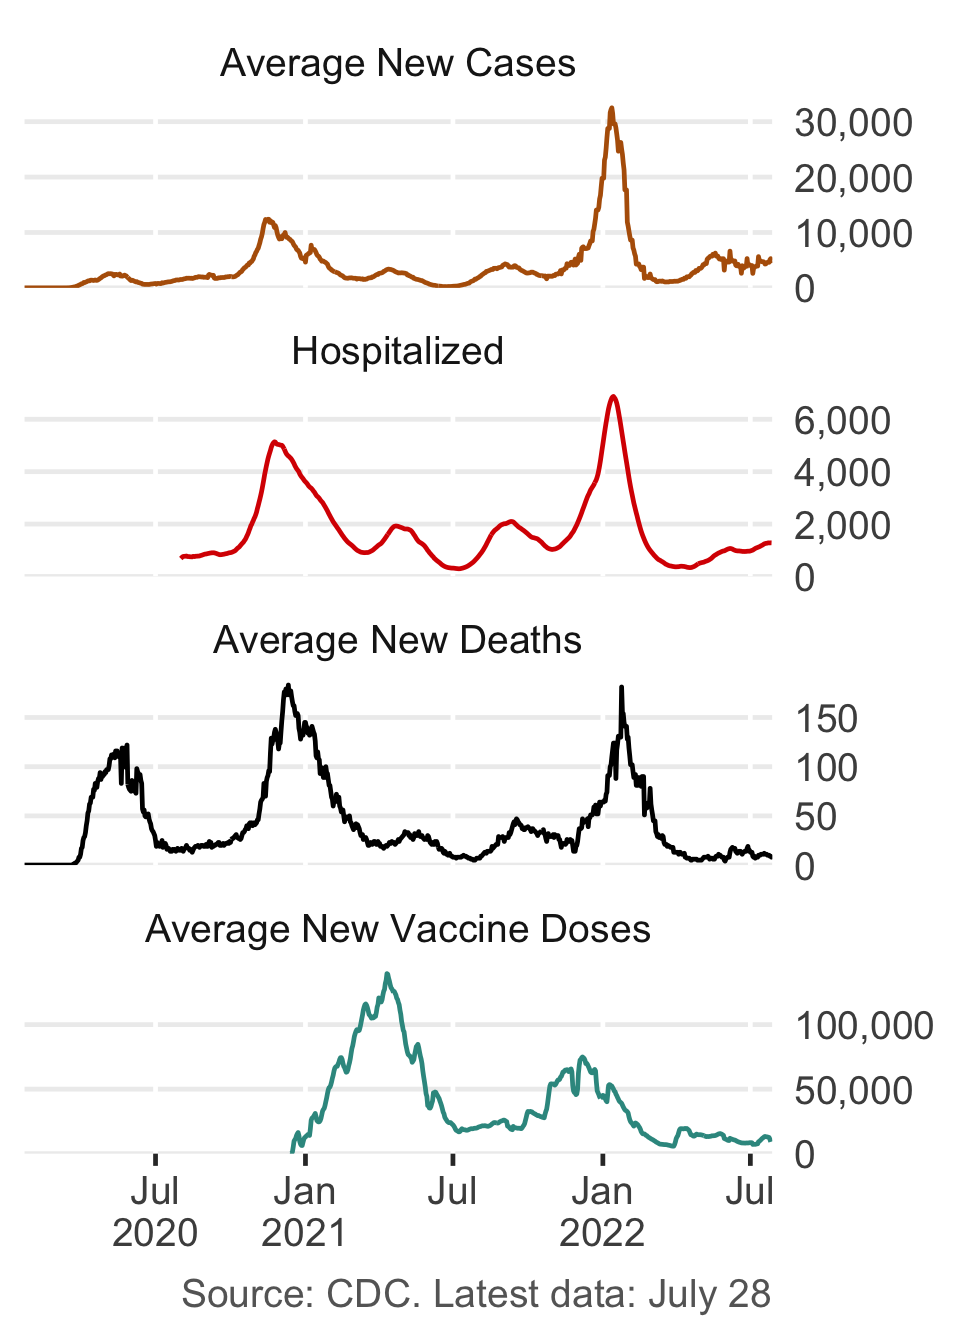 Average New Cases
30,000
20,000
10,000
0
Hospitalized
6,000
4,000
2,000
0
Average New Deaths
150
100
50
0
Average New Vaccine Doses
100,000
50,000
0
Jul Jan Jul Jan Jul
2020 2021 2022
Source: CDC. Latest data: July 28